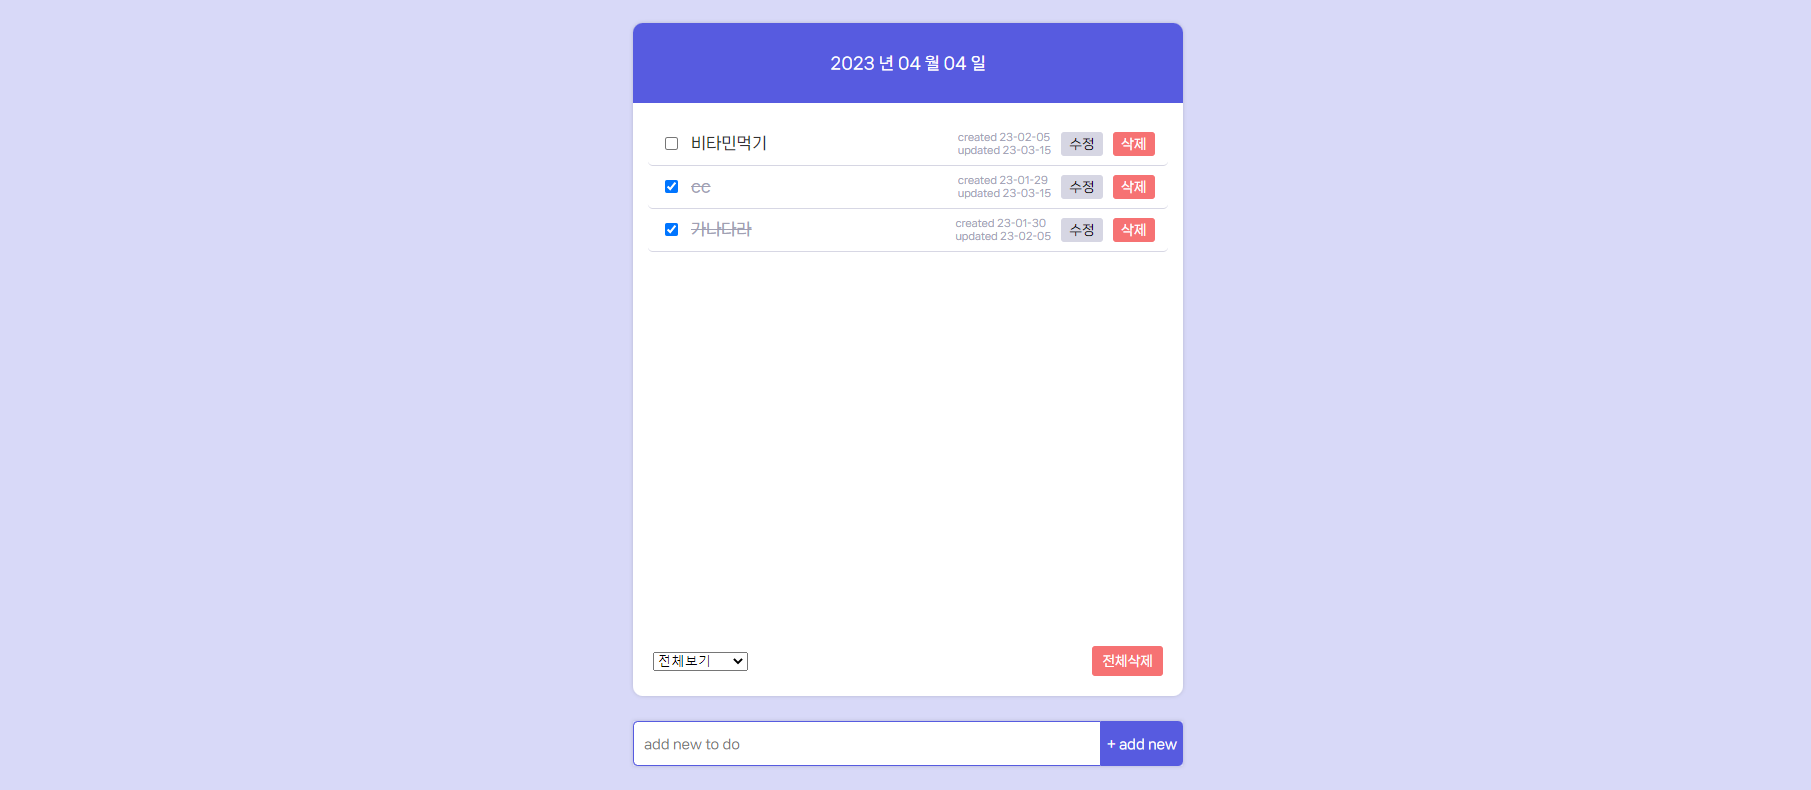 2023 년 04 월 04 일
비타민먹기
created 23-02-05
updated 23-03-15
수정
삭제
cc
created 23-01-29
updated 23-03-15
수정
삭제
가나다라
created 23-01-30
updated 23-02-05
수정
삭제
전체보기
전체삭제
add new to do
+ add new